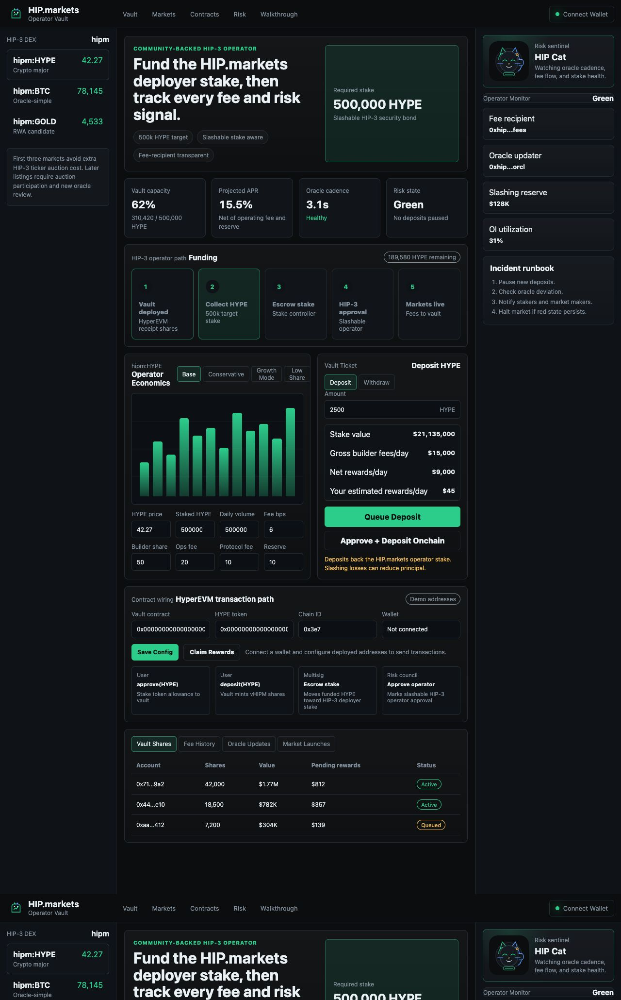 HIP.markets
Operator Vault
Vault
Markets
Contracts
Risk
Walkthrough
Connect Wallet
HIP-3 DEX
hipm
hipm:HYPE
42.27
Crypto major
hipm:BTC
78,145
Oracle-simple
hipm:GOLD
4,533
RWA candidate
First three markets avoid extra
HIP-3 ticker auction cost. Later
listings require auction
participation and new oracle
review.
COMMUNITY-BACKED HIP-3 OPERATOR
Fund the HIP.markets
deployer stake, then
track every fee and risk
signal.
500k HYPE target
Slashable stake aware
Fee-recipient transparent
Required stake
500,000 HYPE
Slashable HIP-3 security bond
Vault capacity
62%
310,420 / 500,000
HYPE
Projected APR
15.5%
Net of operating fee and
reserve
Oracle cadence
3.1s
Healthy
Risk state
Green
No deposits paused
HIP-3 operator path Funding
189,580 HYPE remaining
1
Vault
deployed
HyperEVM
receipt shares
2
Collect HYPE
500k target
stake
3
Escrow stake
Stake controller
4
HIP-3
approval
Slashable
operator
5
Markets live
Fees to vault
hipm:HYPE
Operator
Economics
Base
Conservative
Growth
Mode
Low
Share
HYPE price
42.27
Staked HYPE
500000
Daily volume
500000
Fee bps
6
Builder share
50
Ops fee
20
Protocol fee
10
Reserve
10
Vault Ticket
Deposit HYPE
Deposit
Withdraw
Amount
2500
HYPE
Stake value
$21,135,000
Gross builder fees/day
$15,000
Net rewards/day
$9,000
Your estimated rewards/day
$45
Queue Deposit
Approve + Deposit Onchain
Deposits back the HIP.markets operator stake.
Slashing losses can reduce principal.
Contract wiring HyperEVM transaction path
Demo addresses
Vault contract
0x00000000000000000
HYPE token
0x00000000000000000
Chain ID
0x3e7
Wallet
Not connected
Save Config
Claim Rewards
Connect a wallet and configure deployed addresses to send transactions.
User
approve(HYPE)
Stake token allowance to
vault
User
deposit(HYPE)
Vault mints vHIPM shares
Multisig
Escrow stake
Moves funded HYPE
toward HIP-3 deployer
stake
Risk council
Approve operator
Marks slashable HIP-3
operator approval
Vault Shares
Fee History
Oracle Updates
Market Launches
Account
Shares
Value
Pending rewards
Status
0x71...9a2
42,000
$1.77M
$812
Active
0x44...e10
18,500
$782K
$357
Active
0xaa...412
7,200
$304K
$139
Queued
Risk sentinel
HIP Cat
Watching oracle cadence,
fee flow, and stake health.
Operator Monitor
Green
Fee recipient
0xhip...fees
Oracle updater
0xhip...orcl
Slashing reserve
$128K
OI utilization
31%
Incident runbook
1. Pause new deposits.
2. Check oracle deviation.
3. Notify stakers and market makers.
4. Halt market if red state persists.
HIP.markets
Operator Vault
Vault
Markets
Contracts
Risk
Walkthrough
Connect Wallet
HIP-3 DEX
hipm
hipm:HYPE
42.27
Crypto major
hipm:BTC
78,145
Oracle-simple
COMMUNITY-BACKED HIP-3 OPERATOR
Fund the HIP.markets
deployer stake, then
track every fee and risk
Required stake
500,000 HYPE
Risk sentinel
HIP Cat
Watching oracle cadence,
fee flow, and stake health.
Operator Monitor
Green